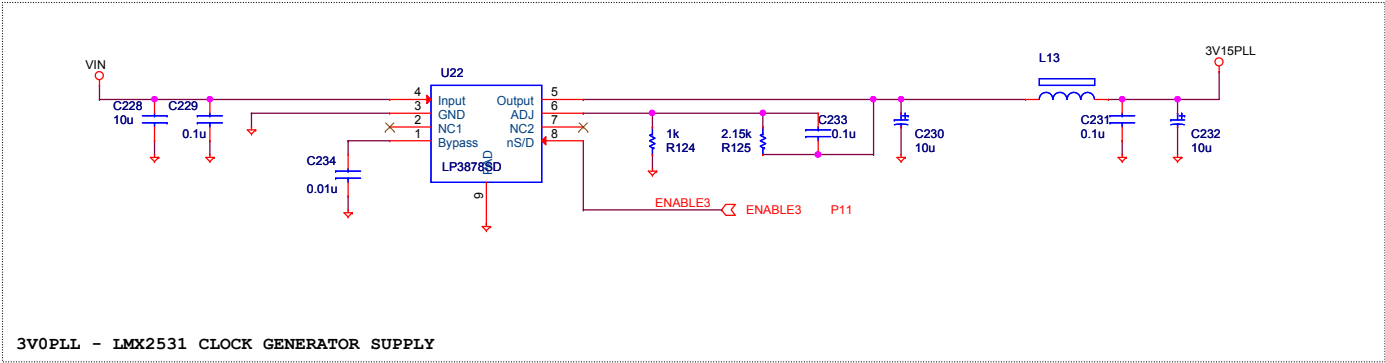 L13
3V15PLL
VIN
U22
C228
10u
C229
0.1u
4 Input
3 GND
2 NC1
1 Bypass
Output 5
ADJ 6
NC2 7
nS/D 8
PAD
LP3878SD
9
C234
0.01u
1k
R124
2.15k
R125
C233
0.1u
C230
10u
C231
0.1u
C232
10u
ENABLE3
ENABLE3 P11
3V0PLL - LMX2531 CLOCK GENERATOR SUPPLY